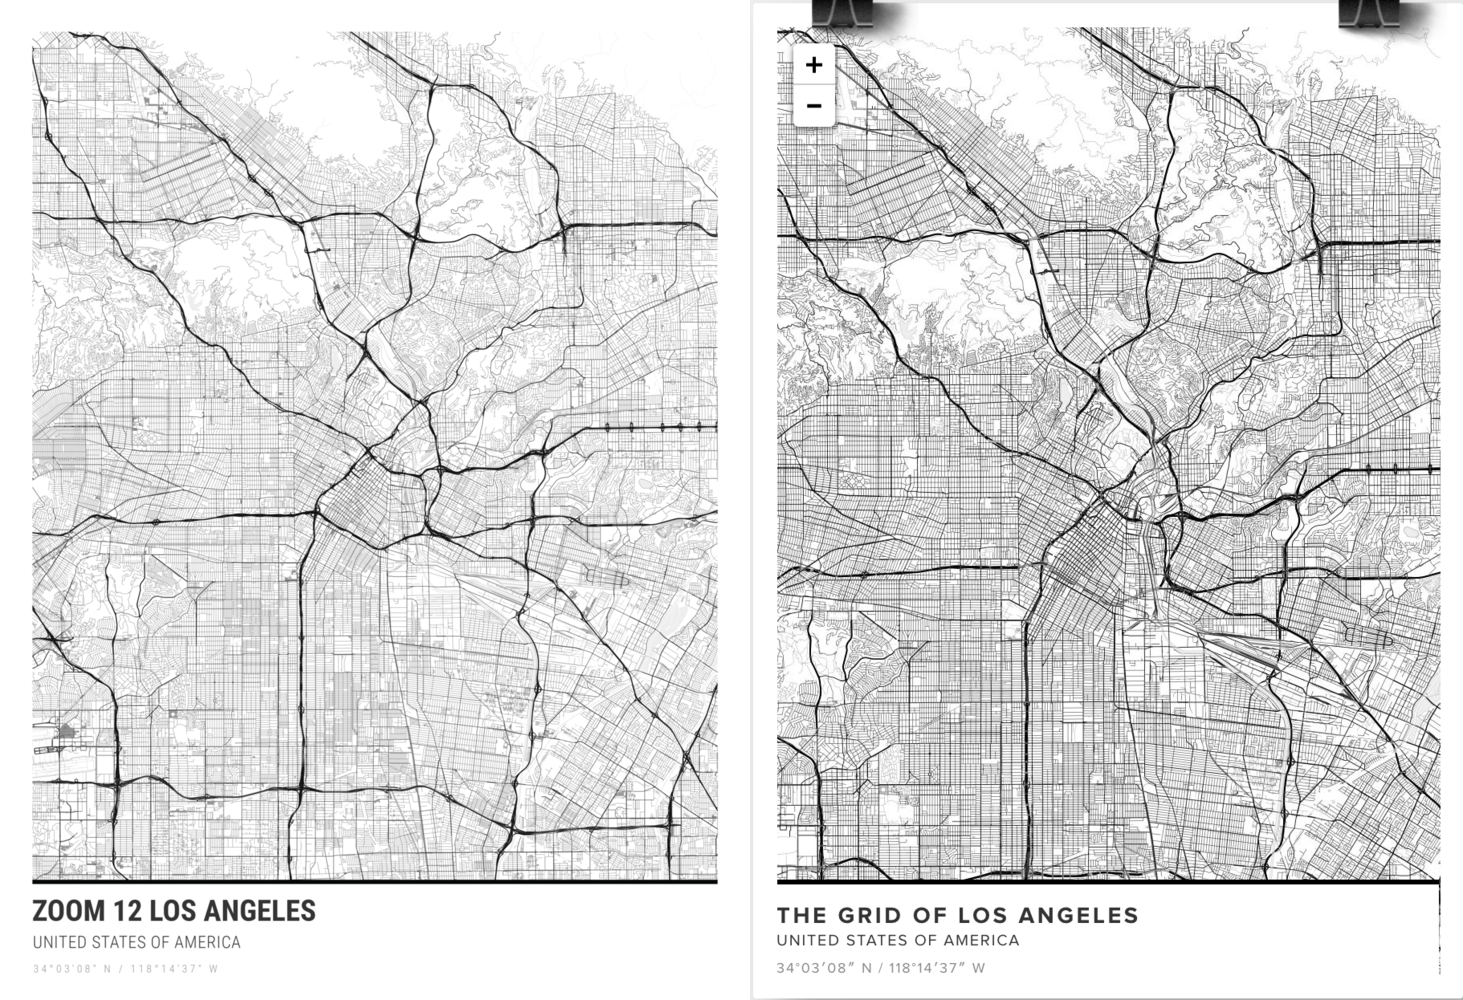 ZOOM 12 LOS ANGELES
UNITED STATES OF AMERICA
34°03'08" N / 118°14'37" W
+
−
THE GRID OF LOS ANGELES
UNITED STATES OF AMERICA
34°03′08″ N / 118°14′37″ W